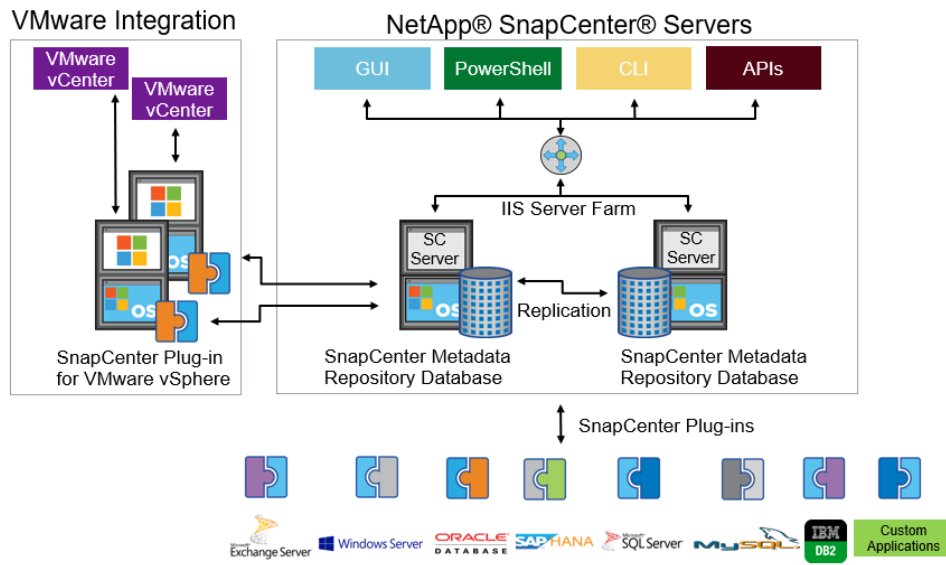 VMware Integration
NetApp® SnapCenter® Servers
VMware
vCenter
VMware
vCenter
GUI
PowerShell
CLI
APIs
IIS Server Farm
SC
Server
SC
Server
OS
OS
OS
OS
Replication
SnapCenter Plug-in
for VMware vSphere
SnapCenter Metadata
Repository Database
SnapCenter Metadata
Repository Database
SnapCenter Plug-ins
Microsoft
Exchange Server
Windows Server
ORACLE
DATABASE
SAP HANA
Microsoft
SQL Server
MySQL
IBM
DB2
Custom
Applications